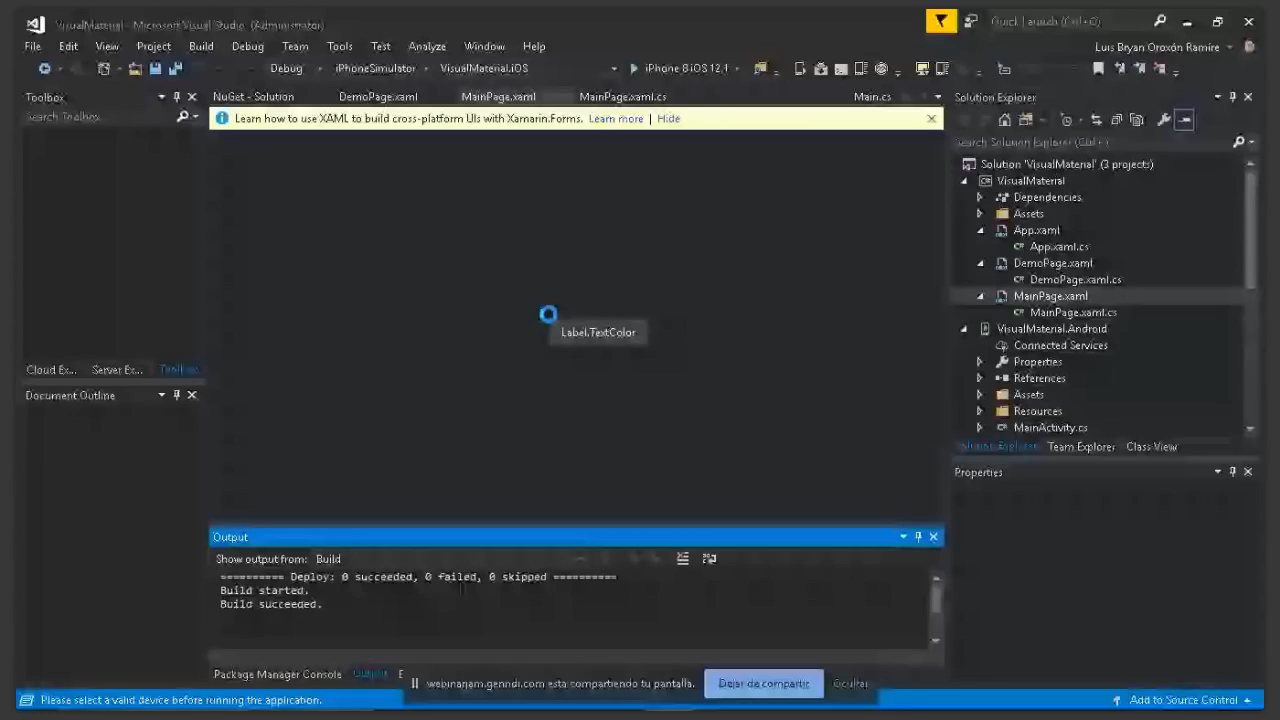 VisualMaterial - Microsoft Visual Studio (Administrator)
Quick Launch (Ctrl+Q)
File Edit View Project Build Debug Team Tools Test Analyze Window Help
Luis Bryan Oroxón Ramíre
Debug iPhoneSimulator VisualMaterial.iOS iPhone 8 iOS 12.1
Toolbox
NuGet - Solution DemoPage.xaml MainPage.xaml MainPage.xaml.cs Main.cs
Solution Explorer
Search Toolbox
Learn how to use XAML to build cross-platform UIs with Xamarin.Forms. Learn more | Hide
Search Solution Explorer (Ctrl+;)
Solution 'VisualMaterial' (3 projects)
VisualMaterial
Dependencies
Assets
App.xaml
App.xaml.cs
DemoPage.xaml
DemoPage.xaml.cs
MainPage.xaml
MainPage.xaml.cs
VisualMaterial.Android
Connected Services
Properties
References
Assets
Resources
MainActivity.cs
Label.TextColor
Cloud Ex... Server Ex... Toolbox
Solution Explorer Team Explorer Class View
Document Outline
Properties
Output
Show output from: Build
========== Deploy: 0 succeeded, 0 failed, 0 skipped ==========
Build started.
Build succeeded.
Package Manager Console Output E
webinarjam.genndi.com está compartiendo tu pantalla. Dejar de compartir Ocultar
Please select a valid device before running the application.
Add to Source Control